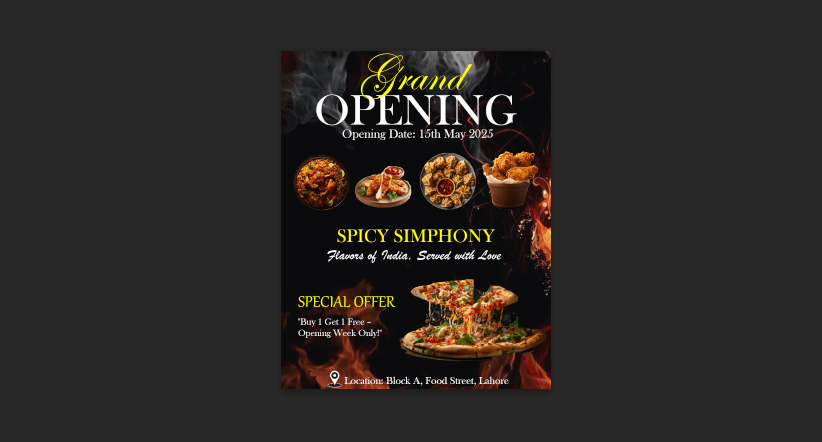 Grand
OPENING
Opening Date: 15th May 2025
SPICY SIMPHONY
Flavors of India, Served with Love
SPECIAL OFFER
"Buy 1 Get 1 Free –
Opening Week Only!"
Location: Block A, Food Street, Lahore